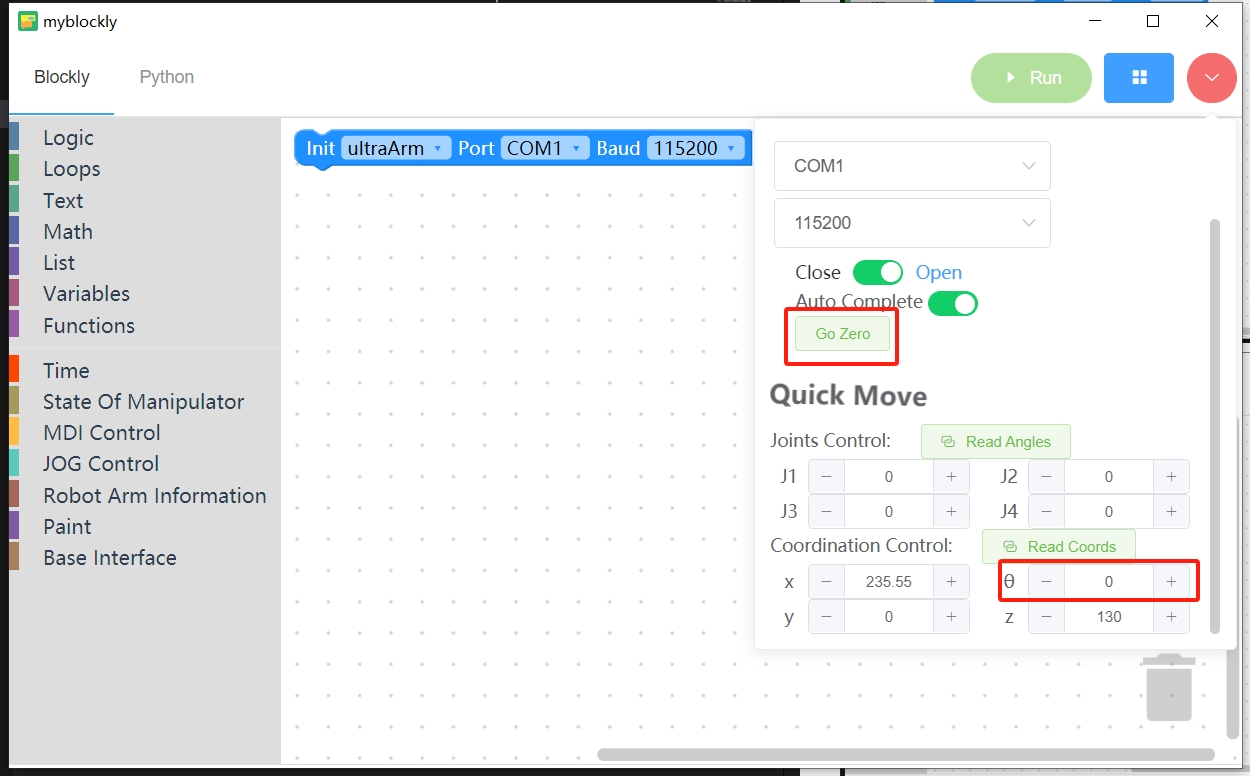 myblockly
Blockly Python
Run
Logic
Loops
Text
Math
List
Variables
Functions
Time
State Of Manipulator
MDI Control
JOG Control
Robot Arm Information
Paint
Base Interface
Init ultraArm Port COM1 Baud 115200
COM1
115200
Close Open
Auto Complete
Go Zero
Quick Move
Joints Control: Read Angles
J1 − 0 + J2 − 0 +
J3 − 0 + J4 − 0 +
Coordination Control: Read Coords
x − 235.55 + θ − 0 +
y − 0 + z − 130 +